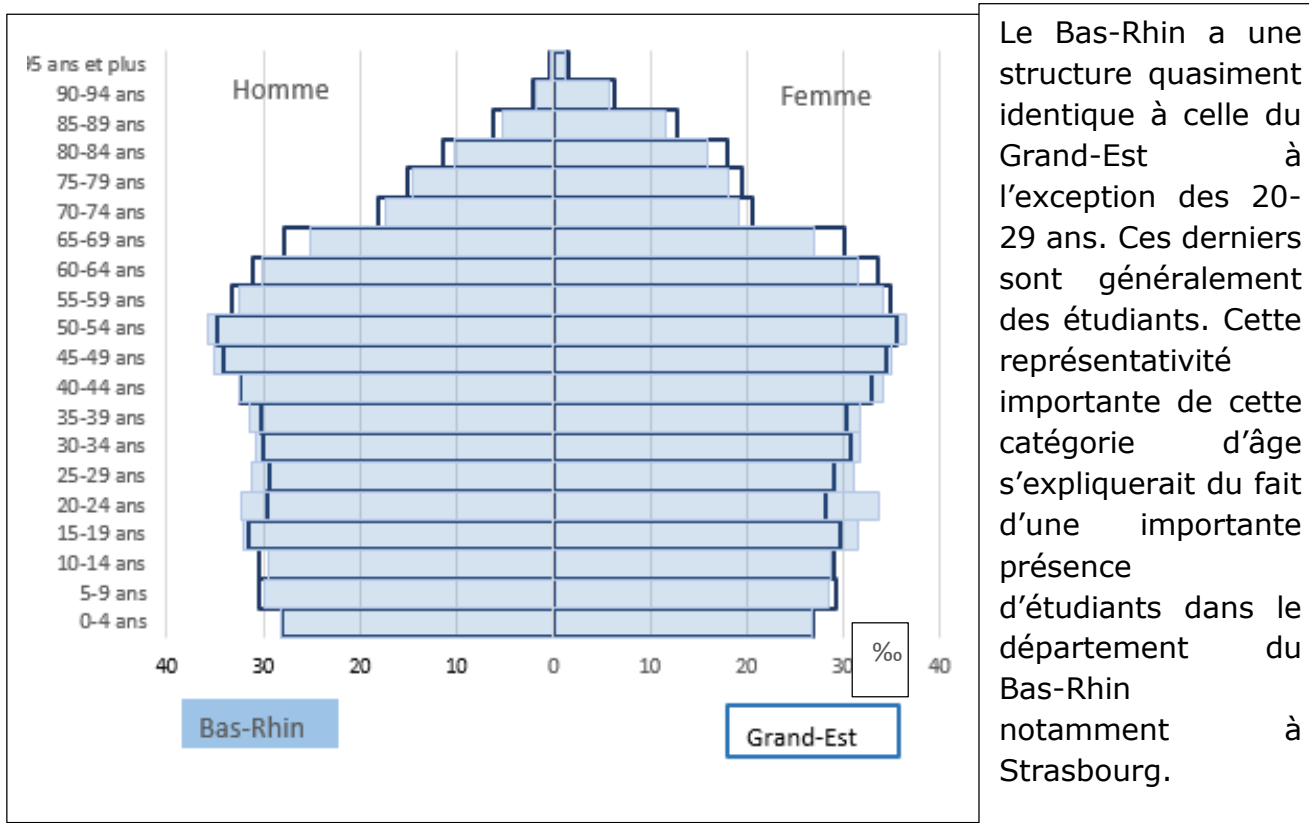 95 ans et plus
90-94 ans
85-89 ans
80-84 ans
75-79 ans
70-74 ans
65-69 ans
60-64 ans
55-59 ans
50-54 ans
45-49 ans
40-44 ans
35-39 ans
30-34 ans
25-29 ans
20-24 ans
15-19 ans
10-14 ans
5-9 ans
0-4 ans
Homme
Femme
40 30 20 10 0 10 20 30 40
‰
Bas-Rhin
Grand-Est
Le Bas-Rhin a une
structure quasiment
identique à celle du
Grand-Est à
l’exception des 20-
29 ans. Ces derniers
sont généralement
des étudiants. Cette
représentativité
importante de cette
catégorie d’âge
s’expliquerait du fait
d’une importante
présence
d’étudiants dans le
département du
Bas-Rhin
notamment à
Strasbourg.